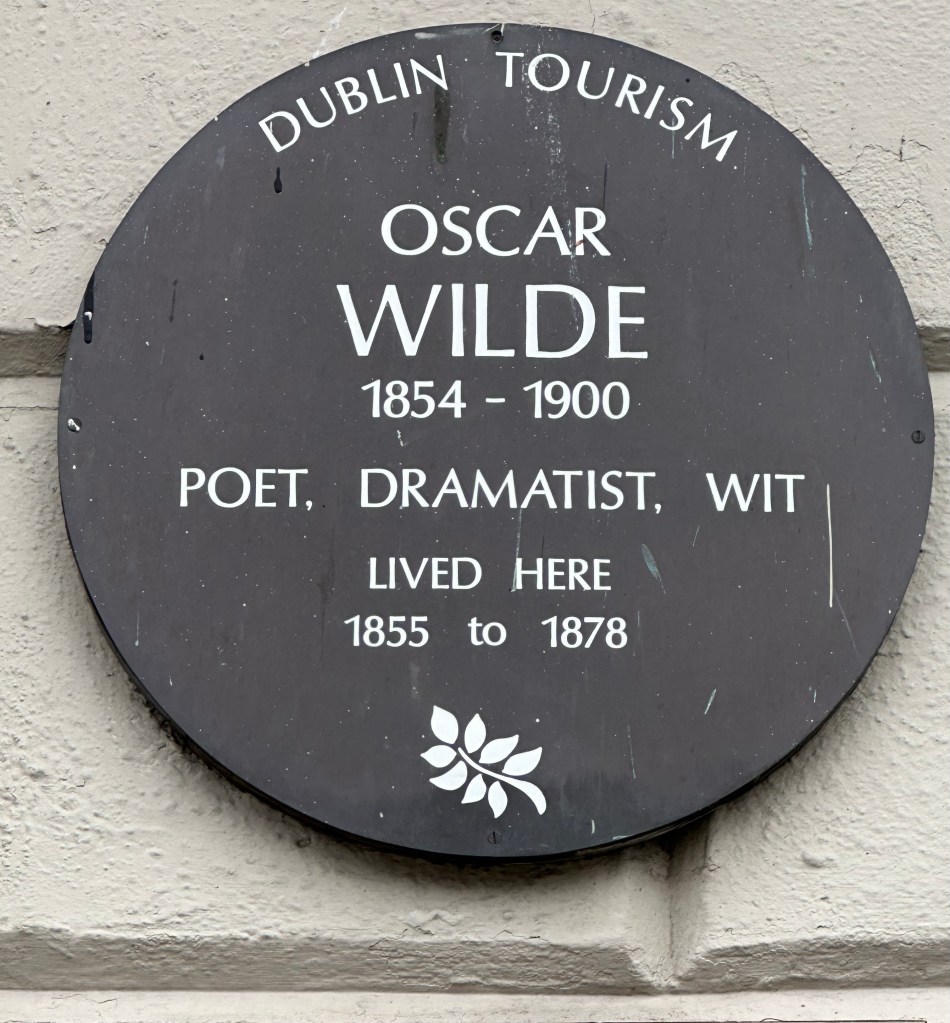 DUBLIN TOURISM
OSCAR
WILDE
1854 - 1900
POET, DRAMATIST, WIT
LIVED HERE
1855 to 1878